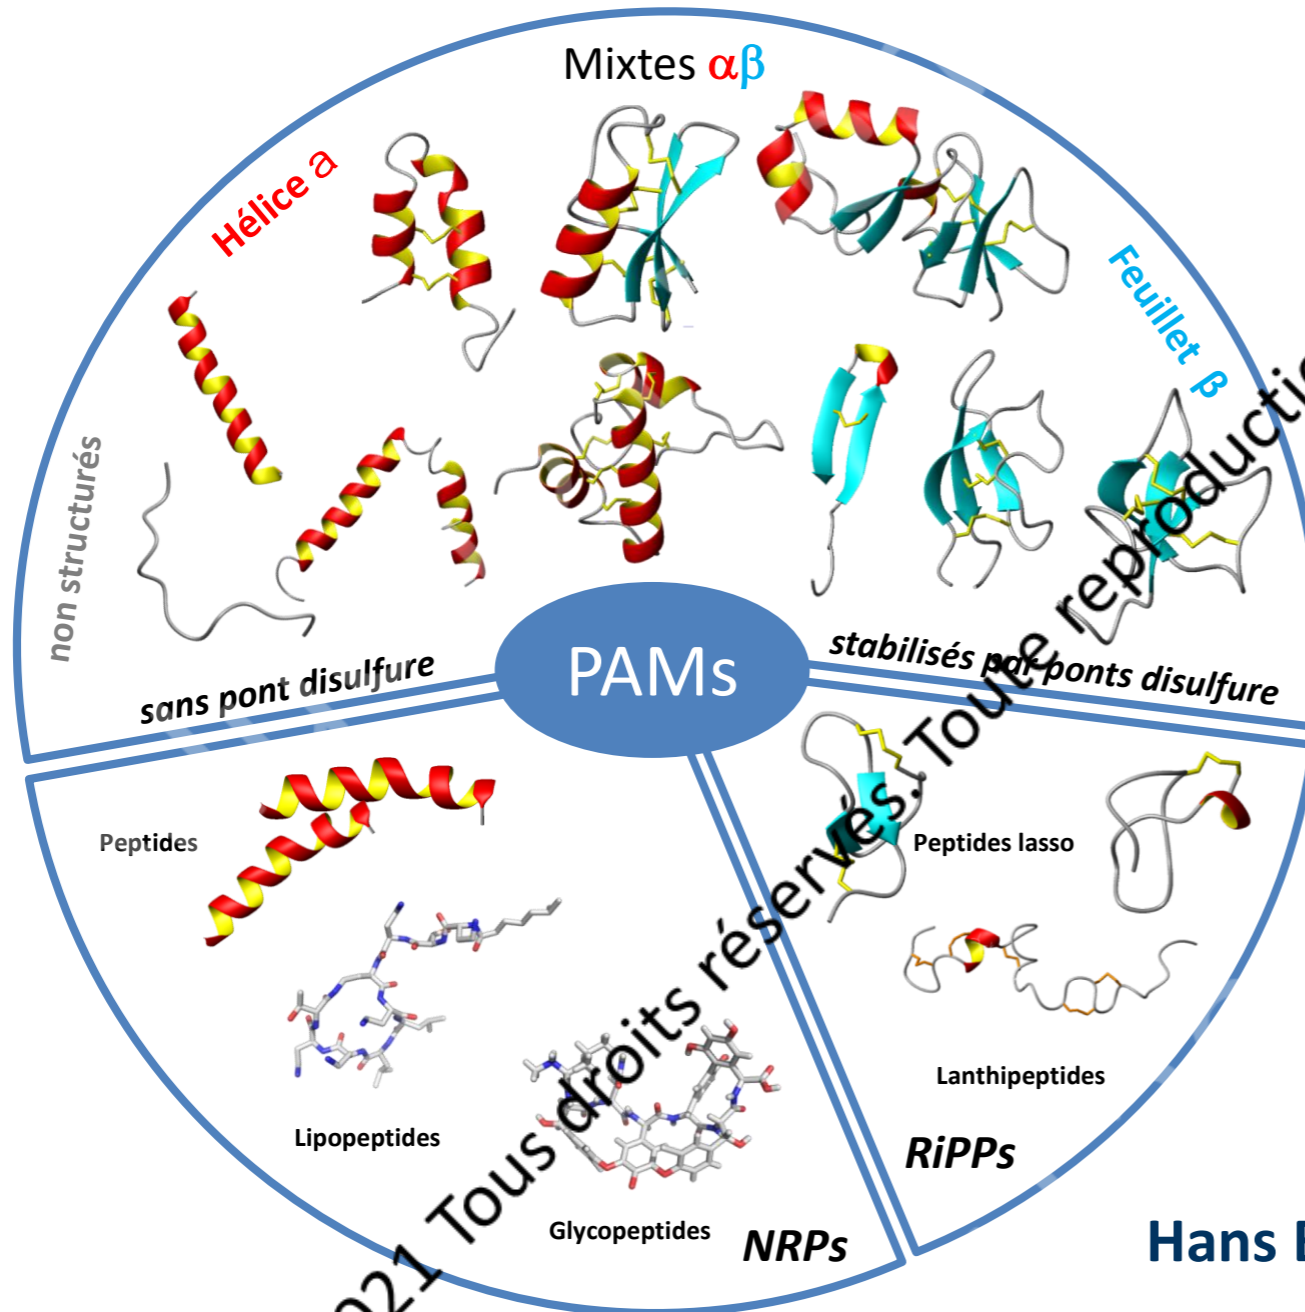 Mixtes αβ
Hélice a
Feuillet β
non structurés
sans pont disulfure
PAMs
stabilisés par ponts disulfure
Peptides
Peptides lasso
Lipopeptides
Lanthipeptides
RiPPs
Glycopeptides
NRPs
Hans
021 Tous droits réservés. Toute reproductio